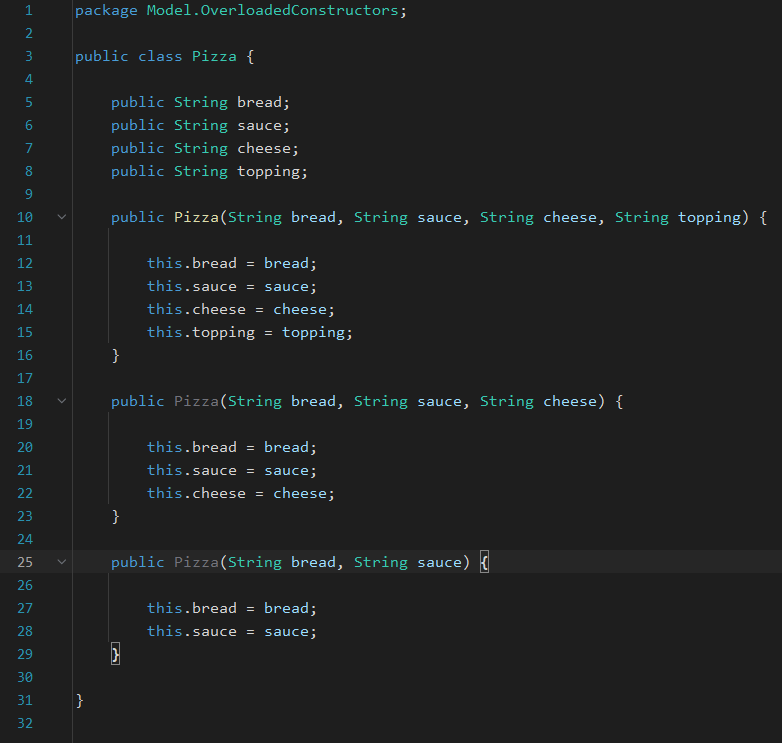 1 package Model.OverloadedConstructors;
2
3 public class Pizza {
4
5 public String bread;
6 public String sauce;
7 public String cheese;
8 public String topping;
9
10 public Pizza(String bread, String sauce, String cheese, String topping) {
11
12 this.bread = bread;
13 this.sauce = sauce;
14 this.cheese = cheese;
15 this.topping = topping;
16 }
17
18 public Pizza(String bread, String sauce, String cheese) {
19
20 this.bread = bread;
21 this.sauce = sauce;
22 this.cheese = cheese;
23 }
24
25 public Pizza(String bread, String sauce) {
26
27 this.bread = bread;
28 this.sauce = sauce;
29 }
30
31 }
32